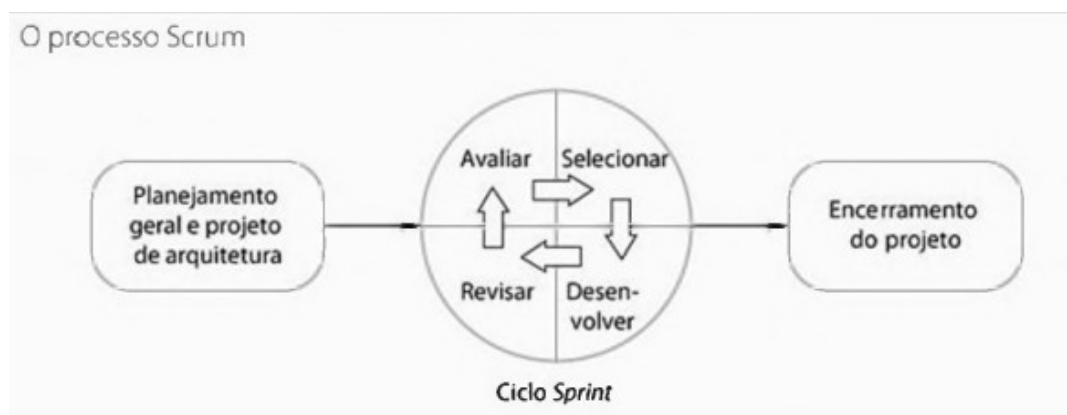 O processo Scrum
Planejamento
geral e projeto
de arquitetura
Avaliar
Selecionar
Revisar
Desen-
volver
Encerramento
do projeto
Ciclo Sprint